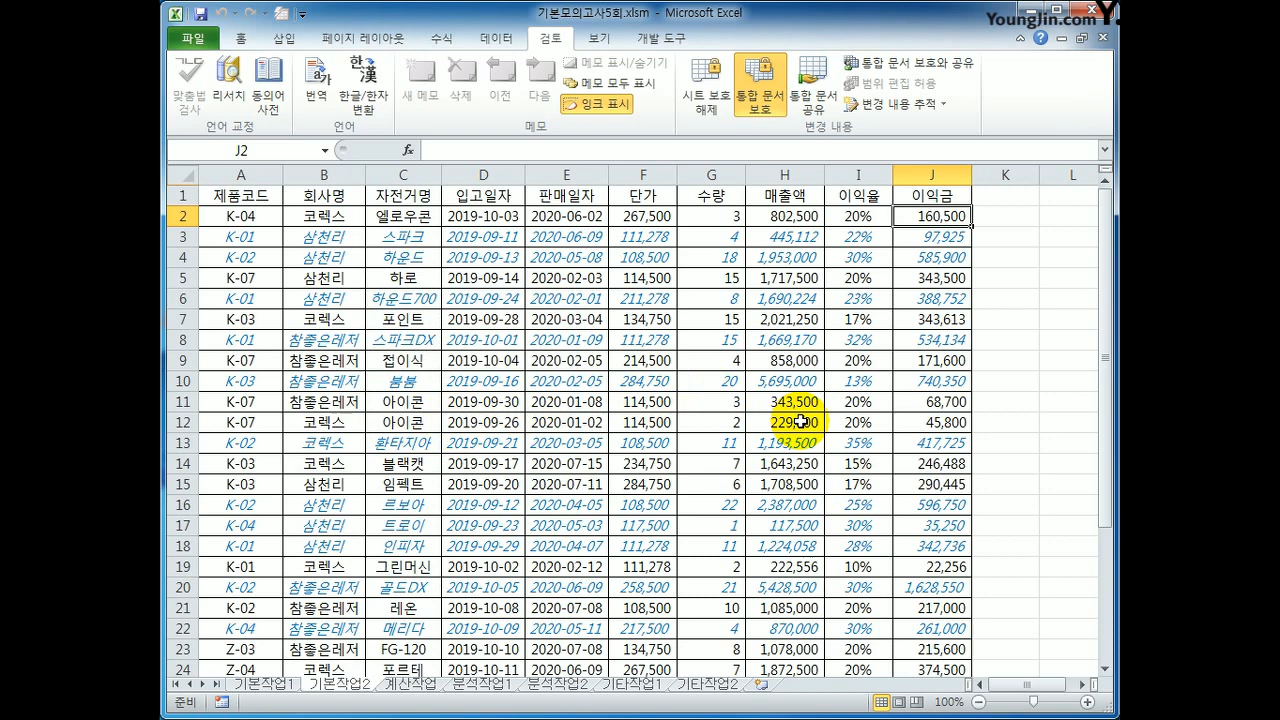 기본모의고사5회.xlsm - Microsoft Excel
YoungJin.com Y.
파일 홈 삽입 페이지 레이아웃 수식 데이터 검토 보기 개발 도구
맞춤법 검사 리서치 동의어 사전 번역 한글/한자 변환 새 메모 삭제 이전 다음 메모 표시/숨기기 메모 모두 표시 잉크 표시 시트 보호 해제 통합 문서 보호 통합 문서 공유 통합 문서 보호와 공유 범위 편집 허용 변경 내용 추적
언어 교정 언어 메모 변경 내용
J2 fx
A B C D E F G H I J K L
1 제품코드 회사명 자전거명 입고일자 판매일자 단가 수량 매출액 이익율 이익금
2 K-04 코렉스 엘로우콘 2019-10-03 2020-06-02 267,500 3 802,500 20% 160,500
3 K-01 삼천리 스파크 2019-09-11 2020-06-09 111,278 4 445,112 22% 97,925
4 K-02 삼천리 하운드 2019-09-13 2020-05-08 108,500 18 1,953,000 30% 585,900
5 K-07 삼천리 하로 2019-09-14 2020-02-03 114,500 15 1,717,500 20% 343,500
6 K-01 삼천리 하운드700 2019-09-24 2020-02-01 211,278 8 1,690,224 23% 388,752
7 K-03 코렉스 포인트 2019-09-28 2020-03-04 134,750 15 2,021,250 17% 343,613
8 K-01 참좋은레저 스파크DX 2019-10-01 2020-01-09 111,278 15 1,669,170 32% 534,134
9 K-07 참좋은레저 접이식 2019-10-04 2020-02-05 214,500 4 858,000 20% 171,600
10 K-03 참좋은레저 붐붐 2019-09-16 2020-02-05 284,750 20 5,695,000 13% 740,350
11 K-07 참좋은레저 아이콘 2019-09-30 2020-01-08 114,500 3 343,500 20% 68,700
12 K-07 코렉스 아이콘 2019-09-26 2020-01-02 114,500 2 20% 45,800
13 K-02 코렉스 환타지아 2019-09-21 2020-03-05 108,500 11 1,193,500 35% 417,725
14 K-03 코렉스 블랙캣 2019-09-17 2020-07-15 234,750 7 1,643,250 15% 246,488
15 K-03 삼천리 임펙트 2019-09-20 2020-07-11 284,750 6 1,708,500 17% 290,445
16 K-02 삼천리 르보아 2019-09-12 2020-04-05 108,500 22 2,387,000 25% 596,750
17 K-04 삼천리 트로이 2019-09-23 2020-05-03 117,500 1 117,500 30% 35,250
18 K-01 삼천리 인피자 2019-09-29 2020-04-07 111,278 11 1,224,058 28% 342,736
19 K-01 코렉스 그린머신 2019-10-02 2020-02-12 111,278 2 222,556 10% 22,256
20 K-02 참좋은레저 골드DX 2019-10-05 2020-06-09 258,500 21 5,428,500 30% 1,628,550
21 K-02 참좋은레저 레온 2019-10-08 2020-07-08 108,500 10 1,085,000 20% 217,000
22 K-04 참좋은레저 메리다 2019-10-09 2020-05-11 217,500 4 870,000 30% 261,000
23 Z-03 참좋은레저 FG-120 2019-10-10 2020-07-08 134,750 8 1,078,000 20% 215,600
24 Z-04 코렉스 포르테 2019-10-11 2020-06-09 267,500 7 1,872,500 20% 374,500
기본작업1 기본작업2 계산작업 분석작업1 분석작업2 기타작업1 기타작업2
준비 100%